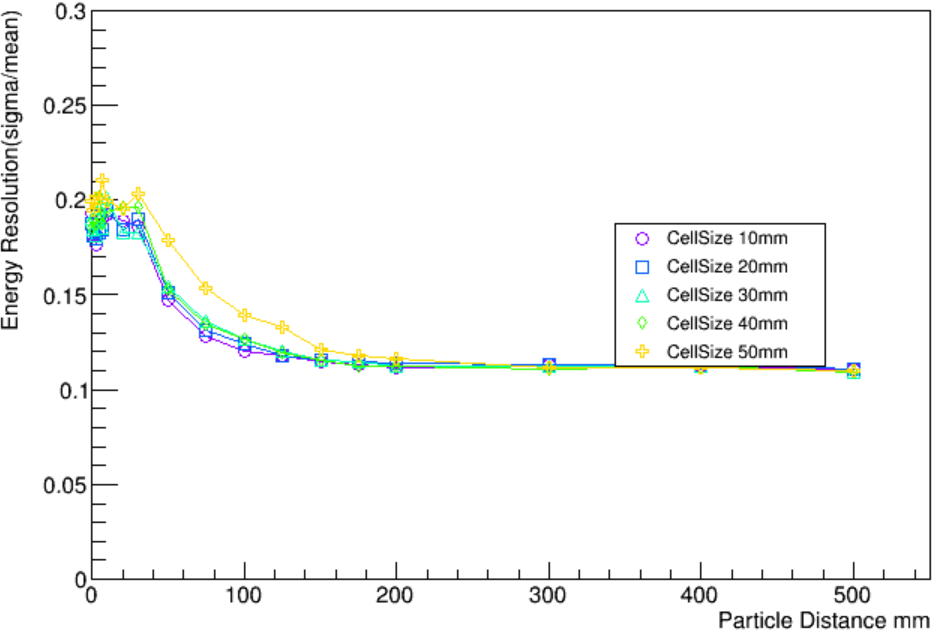 Energy Resolution(sigma/mean)
0.3
0.25
0.2
0.15
0.1
0.05
0
CellSize 10mm
CellSize 20mm
CellSize 30mm
CellSize 40mm
CellSize 50mm
0 100 200 300 400 500
Particle Distance mm